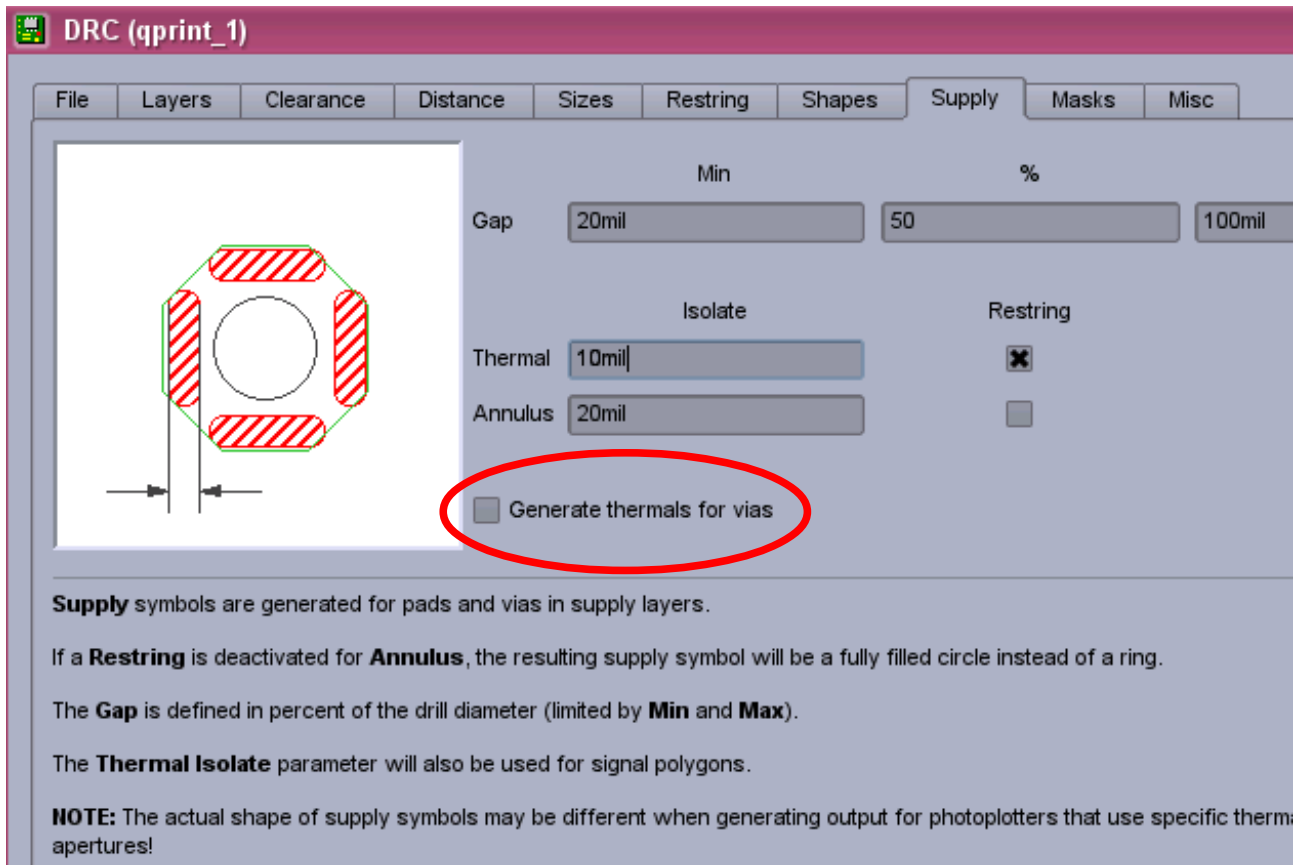 DRC (qprint_1)
File Layers Clearance Distance Sizes Restring Shapes Supply Masks Misc
Min %
Gap 20mil 50 100mil
Isolate Restring
Thermal 10mil
Annulus 20mil
Generate thermals for vias
Supply symbols are generated for pads and vias in supply layers.
If a Restring is deactivated for Annulus, the resulting supply symbol will be a fully filled circle instead of a ring.
The Gap is defined in percent of the drill diameter (limited by Min and Max).
The Thermal Isolate parameter will also be used for signal polygons.
NOTE: The actual shape of supply symbols may be different when generating output for photoplotters that use specific
apertures!